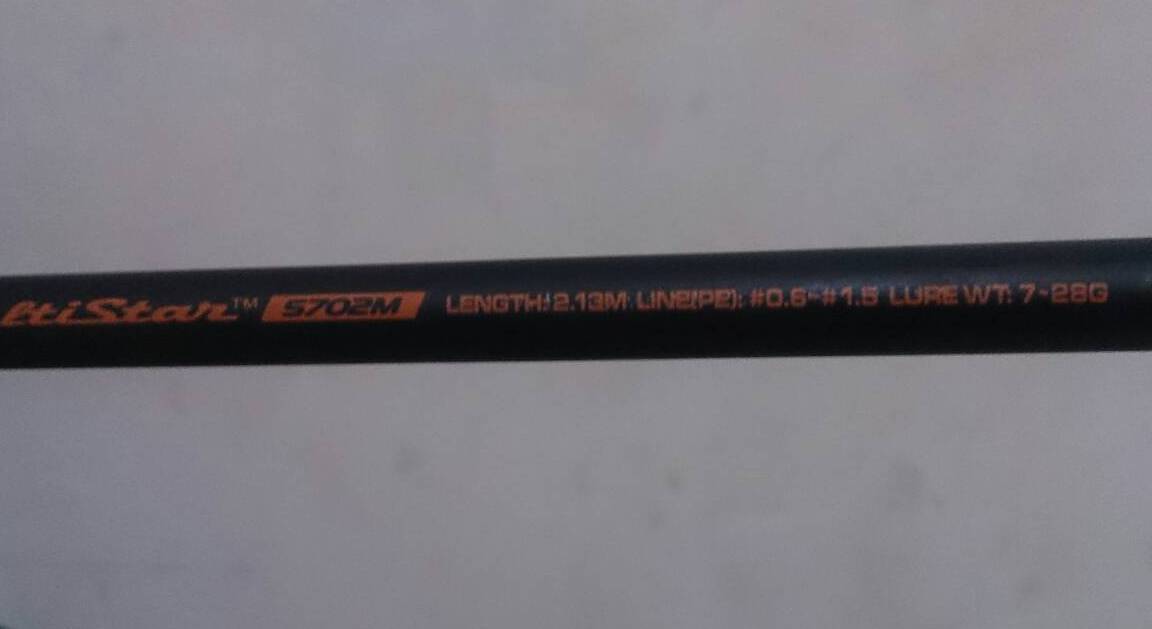 ltiStar™ S702M LENGTH: 2.13M LINE(PE): #0.6~#1.5 LURE WT: 7~28G